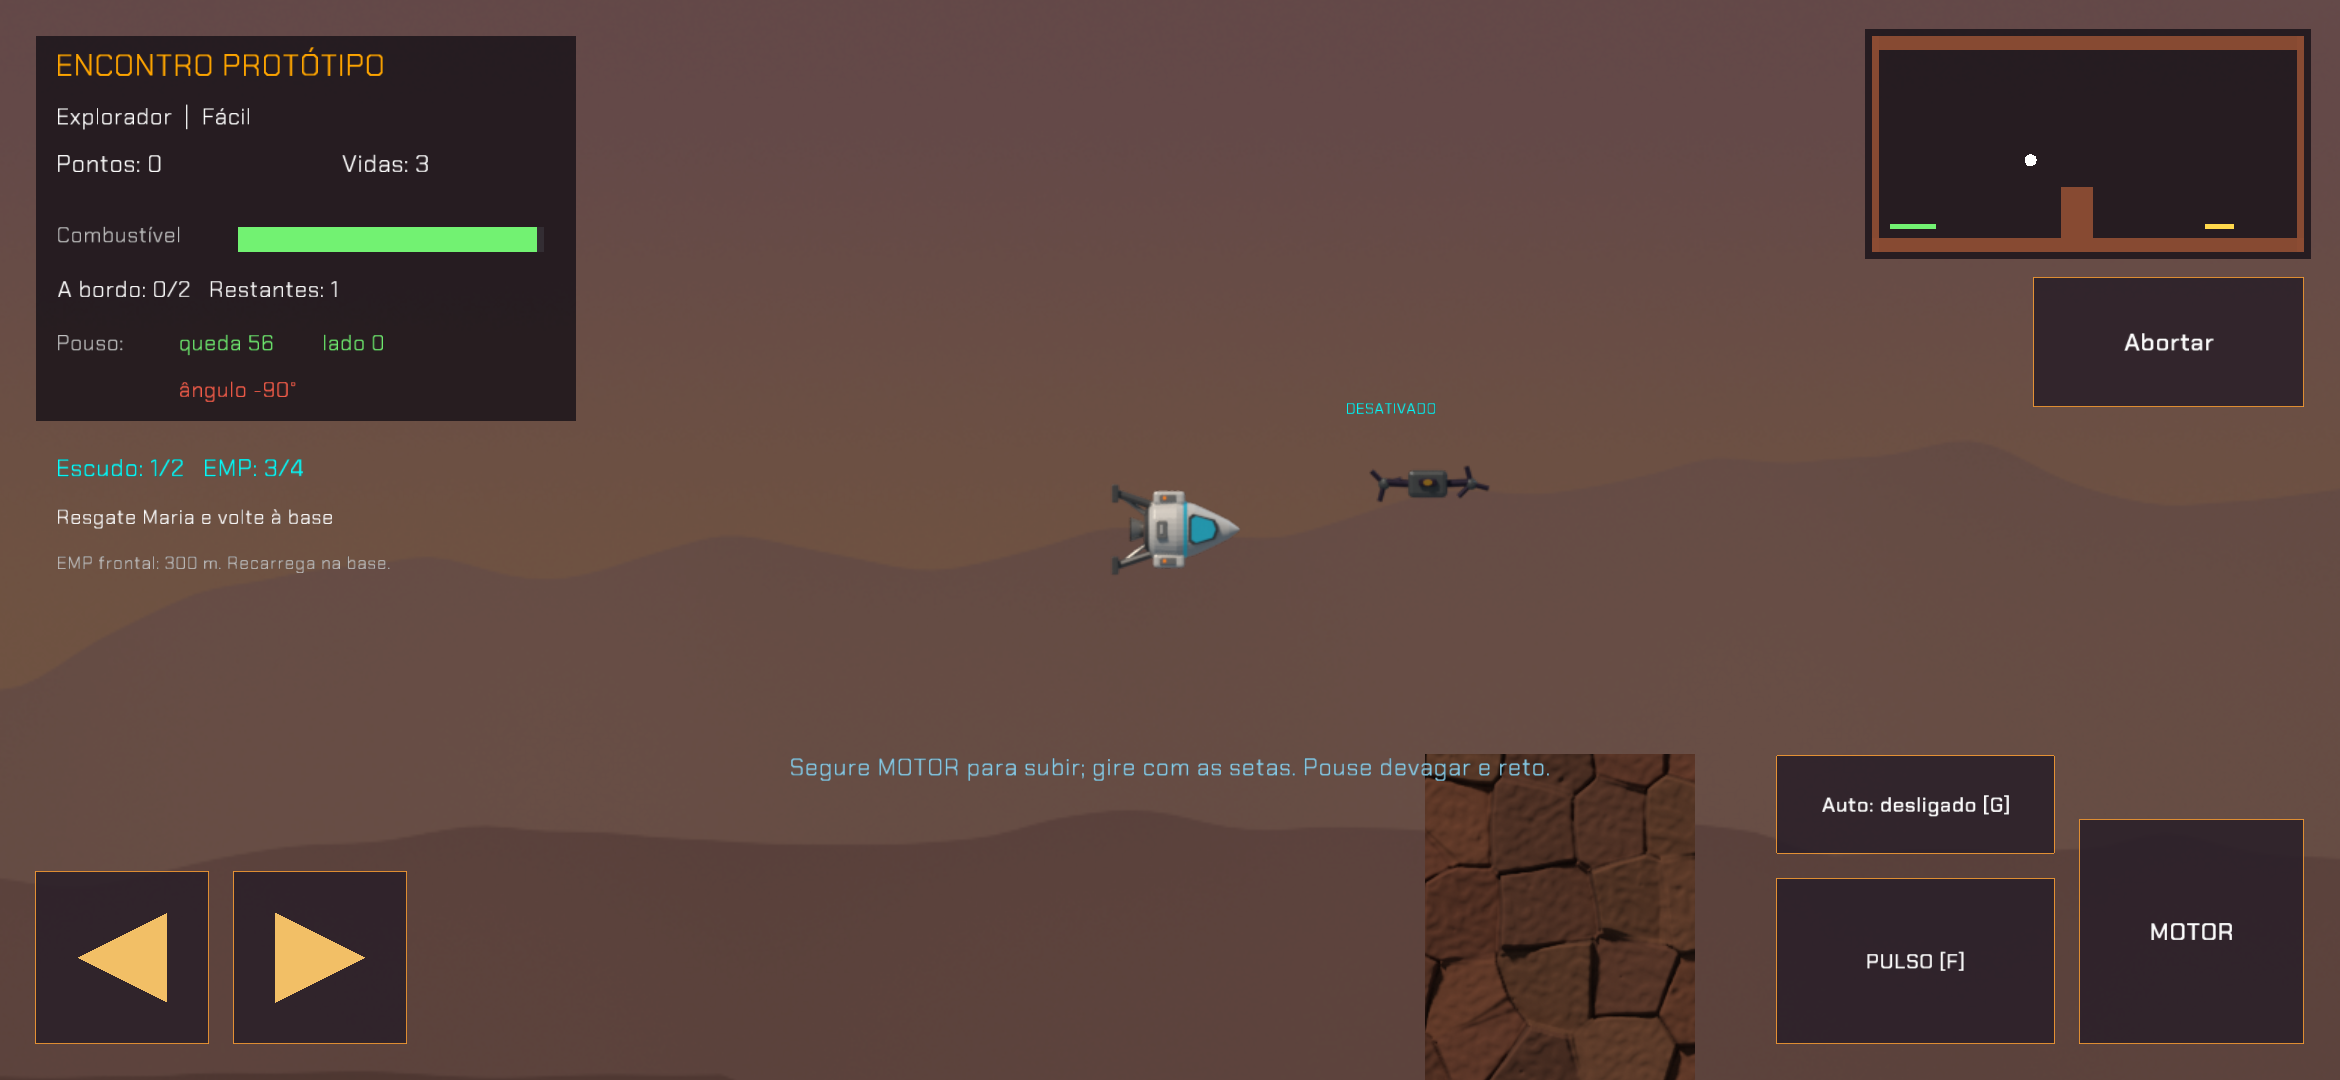 ENCONTRO PROTÓTIPO
Explorador | Fácil
Pontos: 0 Vidas: 3
Combustível
A bordo: 0/2 Restantes: 1
Pouso: queda 56 lado 0
ângulo -90°
Escudo: 1/2 EMP: 3/4
Resgate Maria e volte à base
EMP frontal: 300 m. Recarrega na base.
Abortar
DESATIVADO
Segure MOTOR para subir; gire com as setas. Pouse devagar e reto.
Auto: desligado [G]
PULSO [F]
MOTOR